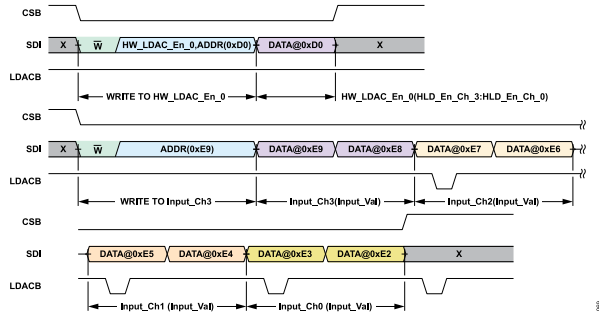 CSB
SDI X W HW_LDAC_En_0,ADDR(0xD0) DATA@0xD0 X
LDACB
WRITE TO HW_LDAC_En_0 HW_LDAC_En_0(HLD_En_Ch_3:HLD_En_Ch_0)
CSB
SDI X W ADDR(0xE9) DATA@0xE9 DATA@0xE8 DATA@0xE7 DATA@0xE6
LDACB
WRITE TO Input_Ch3 Input_Ch3(Input_Val) Input_Ch2(Input_Val)
CSB
SDI DATA@0xE5 DATA@0xE4 DATA@0xE3 DATA@0xE2 X
LDACB
Input_Ch1 (Input_Val) Input_Ch0 (Input_Val)